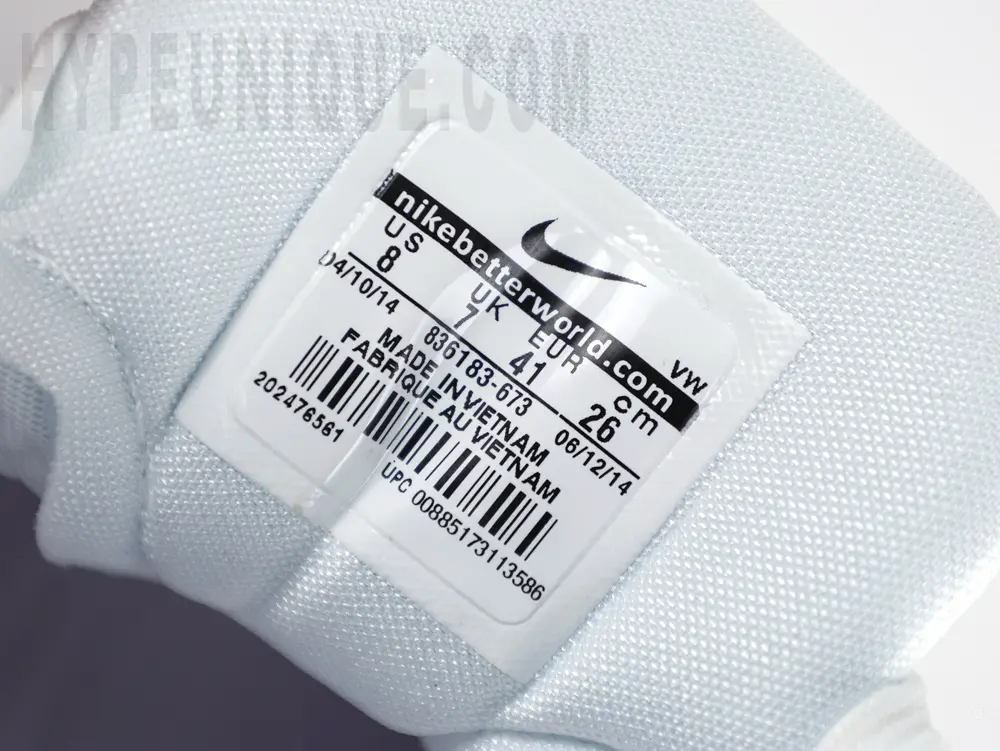 HYPEUNIQUE.COM
nikebetterworld.com
VW
US UK EUR cm
8 7 41 26
04/10/14 836183-673 06/12/14
MADE IN VIETNAM
FABRIQUE AU VIETNAM
202476561
UPC 00885173113586